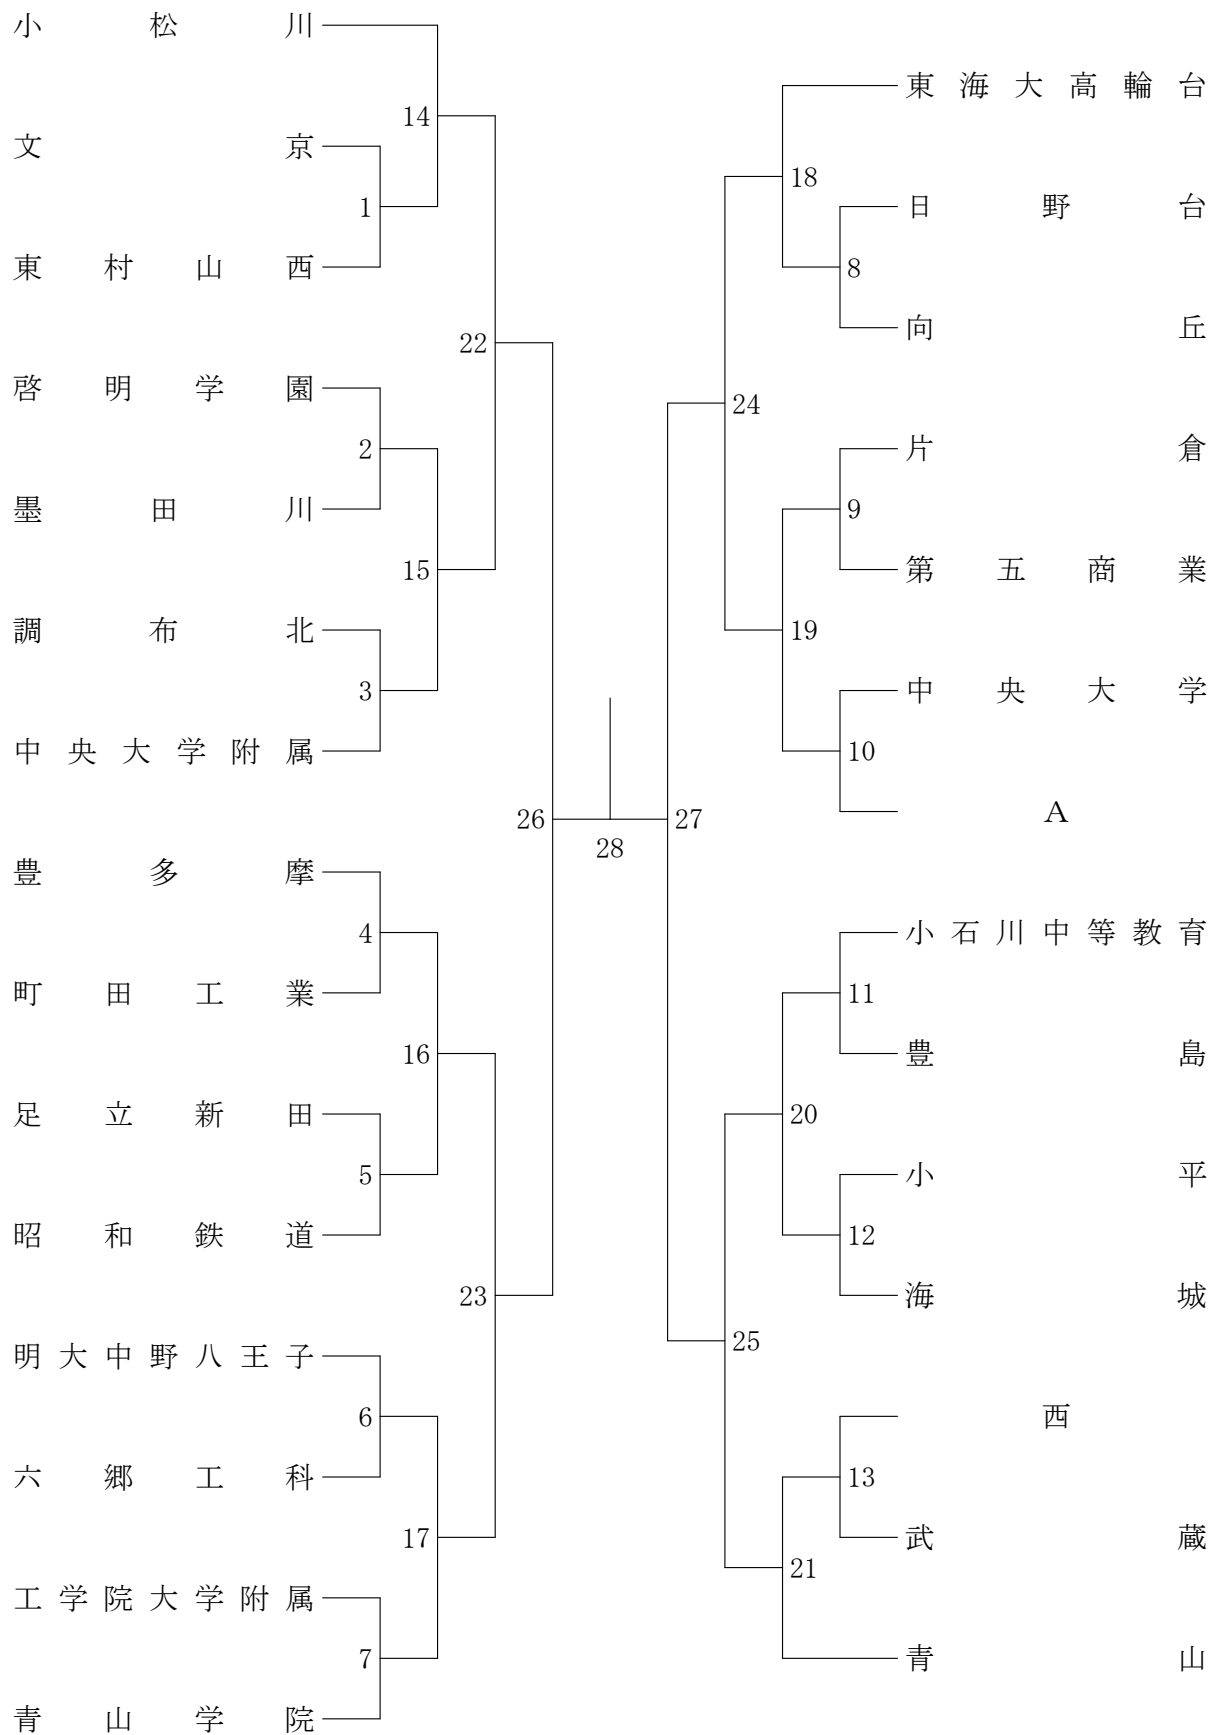 小松川
14
文京
1
東村山西
22
啓明学園
2
墨田川
15
調布北
3
中央大学附属
26
28
豊多摩
4
町田工業
16
足立新田
5
昭和鉄道
23
明大中野八王子
6
六郷工科
17
工学院大学附属
7
青山学院
東海大高輪台
18
日野台
8
向丘
24
片倉
9
第五商業
19
中央大学
10
A
27
小石川中等教育
11
豊島
20
小平
12
海城
25
西
13
武蔵
21
青山